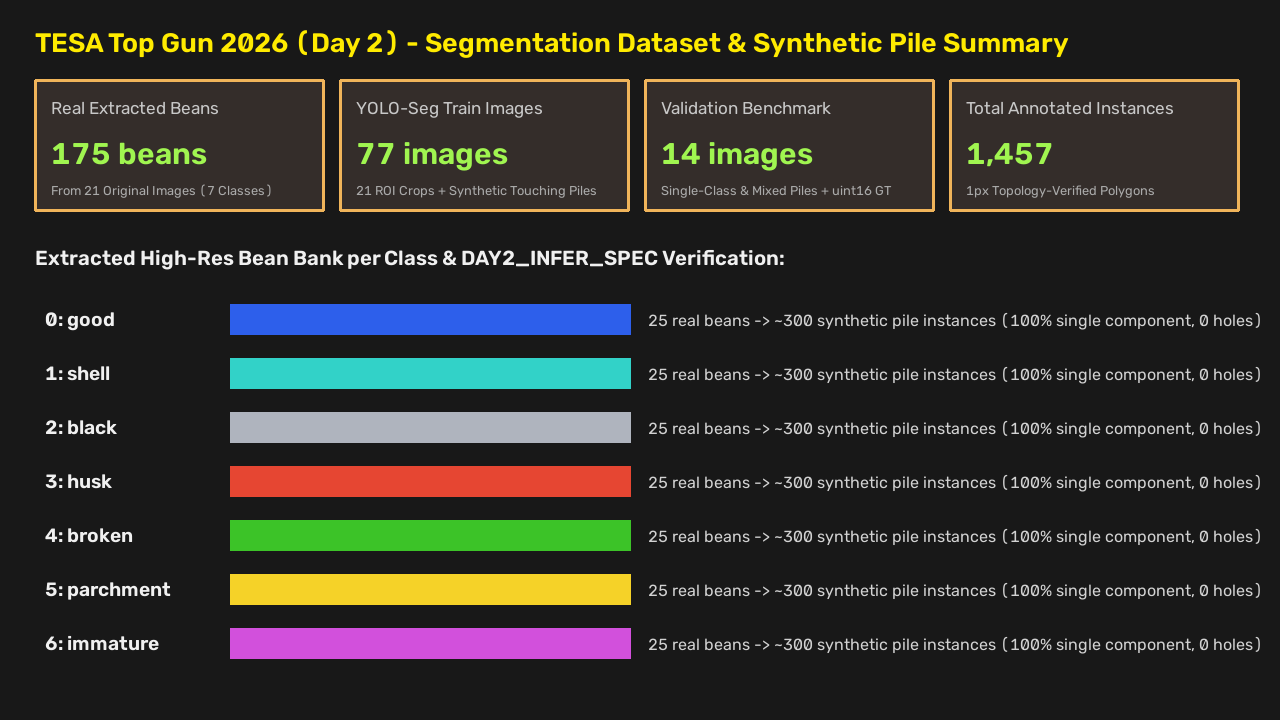 TESA Top Gun 2026 (Day 2) - Segmentation Dataset & Synthetic Pile Summary
Real Extracted Beans
175 beans
From 21 Original Images (7 Classes)
YOLO-Seg Train Images
77 images
21 ROI Crops + Synthetic Touching Piles
Validation Benchmark
14 images
Single-Class & Mixed Piles + uint16 GT
Total Annotated Instances
1,457
1px Topology-Verified Polygons
Extracted High-Res Bean Bank per Class & DAY2_INFER_SPEC Verification:
0: good
25 real beans -> ~300 synthetic pile instances (100% single component, 0 holes)
1: shell
25 real beans -> ~300 synthetic pile instances (100% single component, 0 holes)
2: black
25 real beans -> ~300 synthetic pile instances (100% single component, 0 holes)
3: husk
25 real beans -> ~300 synthetic pile instances (100% single component, 0 holes)
4: broken
25 real beans -> ~300 synthetic pile instances (100% single component, 0 holes)
5: parchment
25 real beans -> ~300 synthetic pile instances (100% single component, 0 holes)
6: immature
25 real beans -> ~300 synthetic pile instances (100% single component, 0 holes)